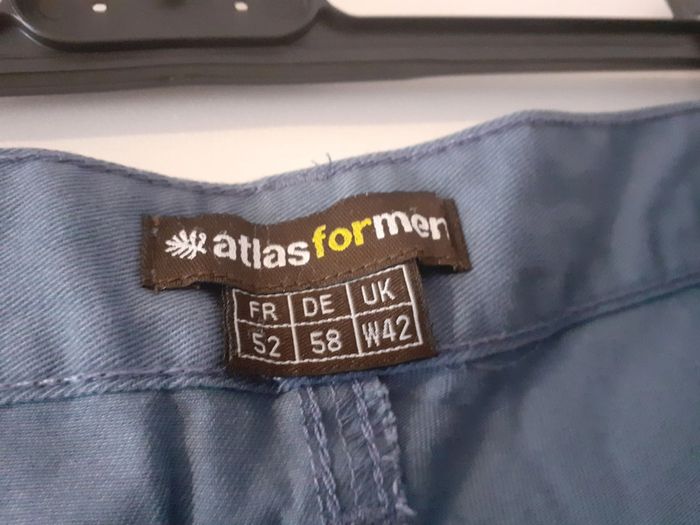 atlasformen
FR DE UK
52 58 W42